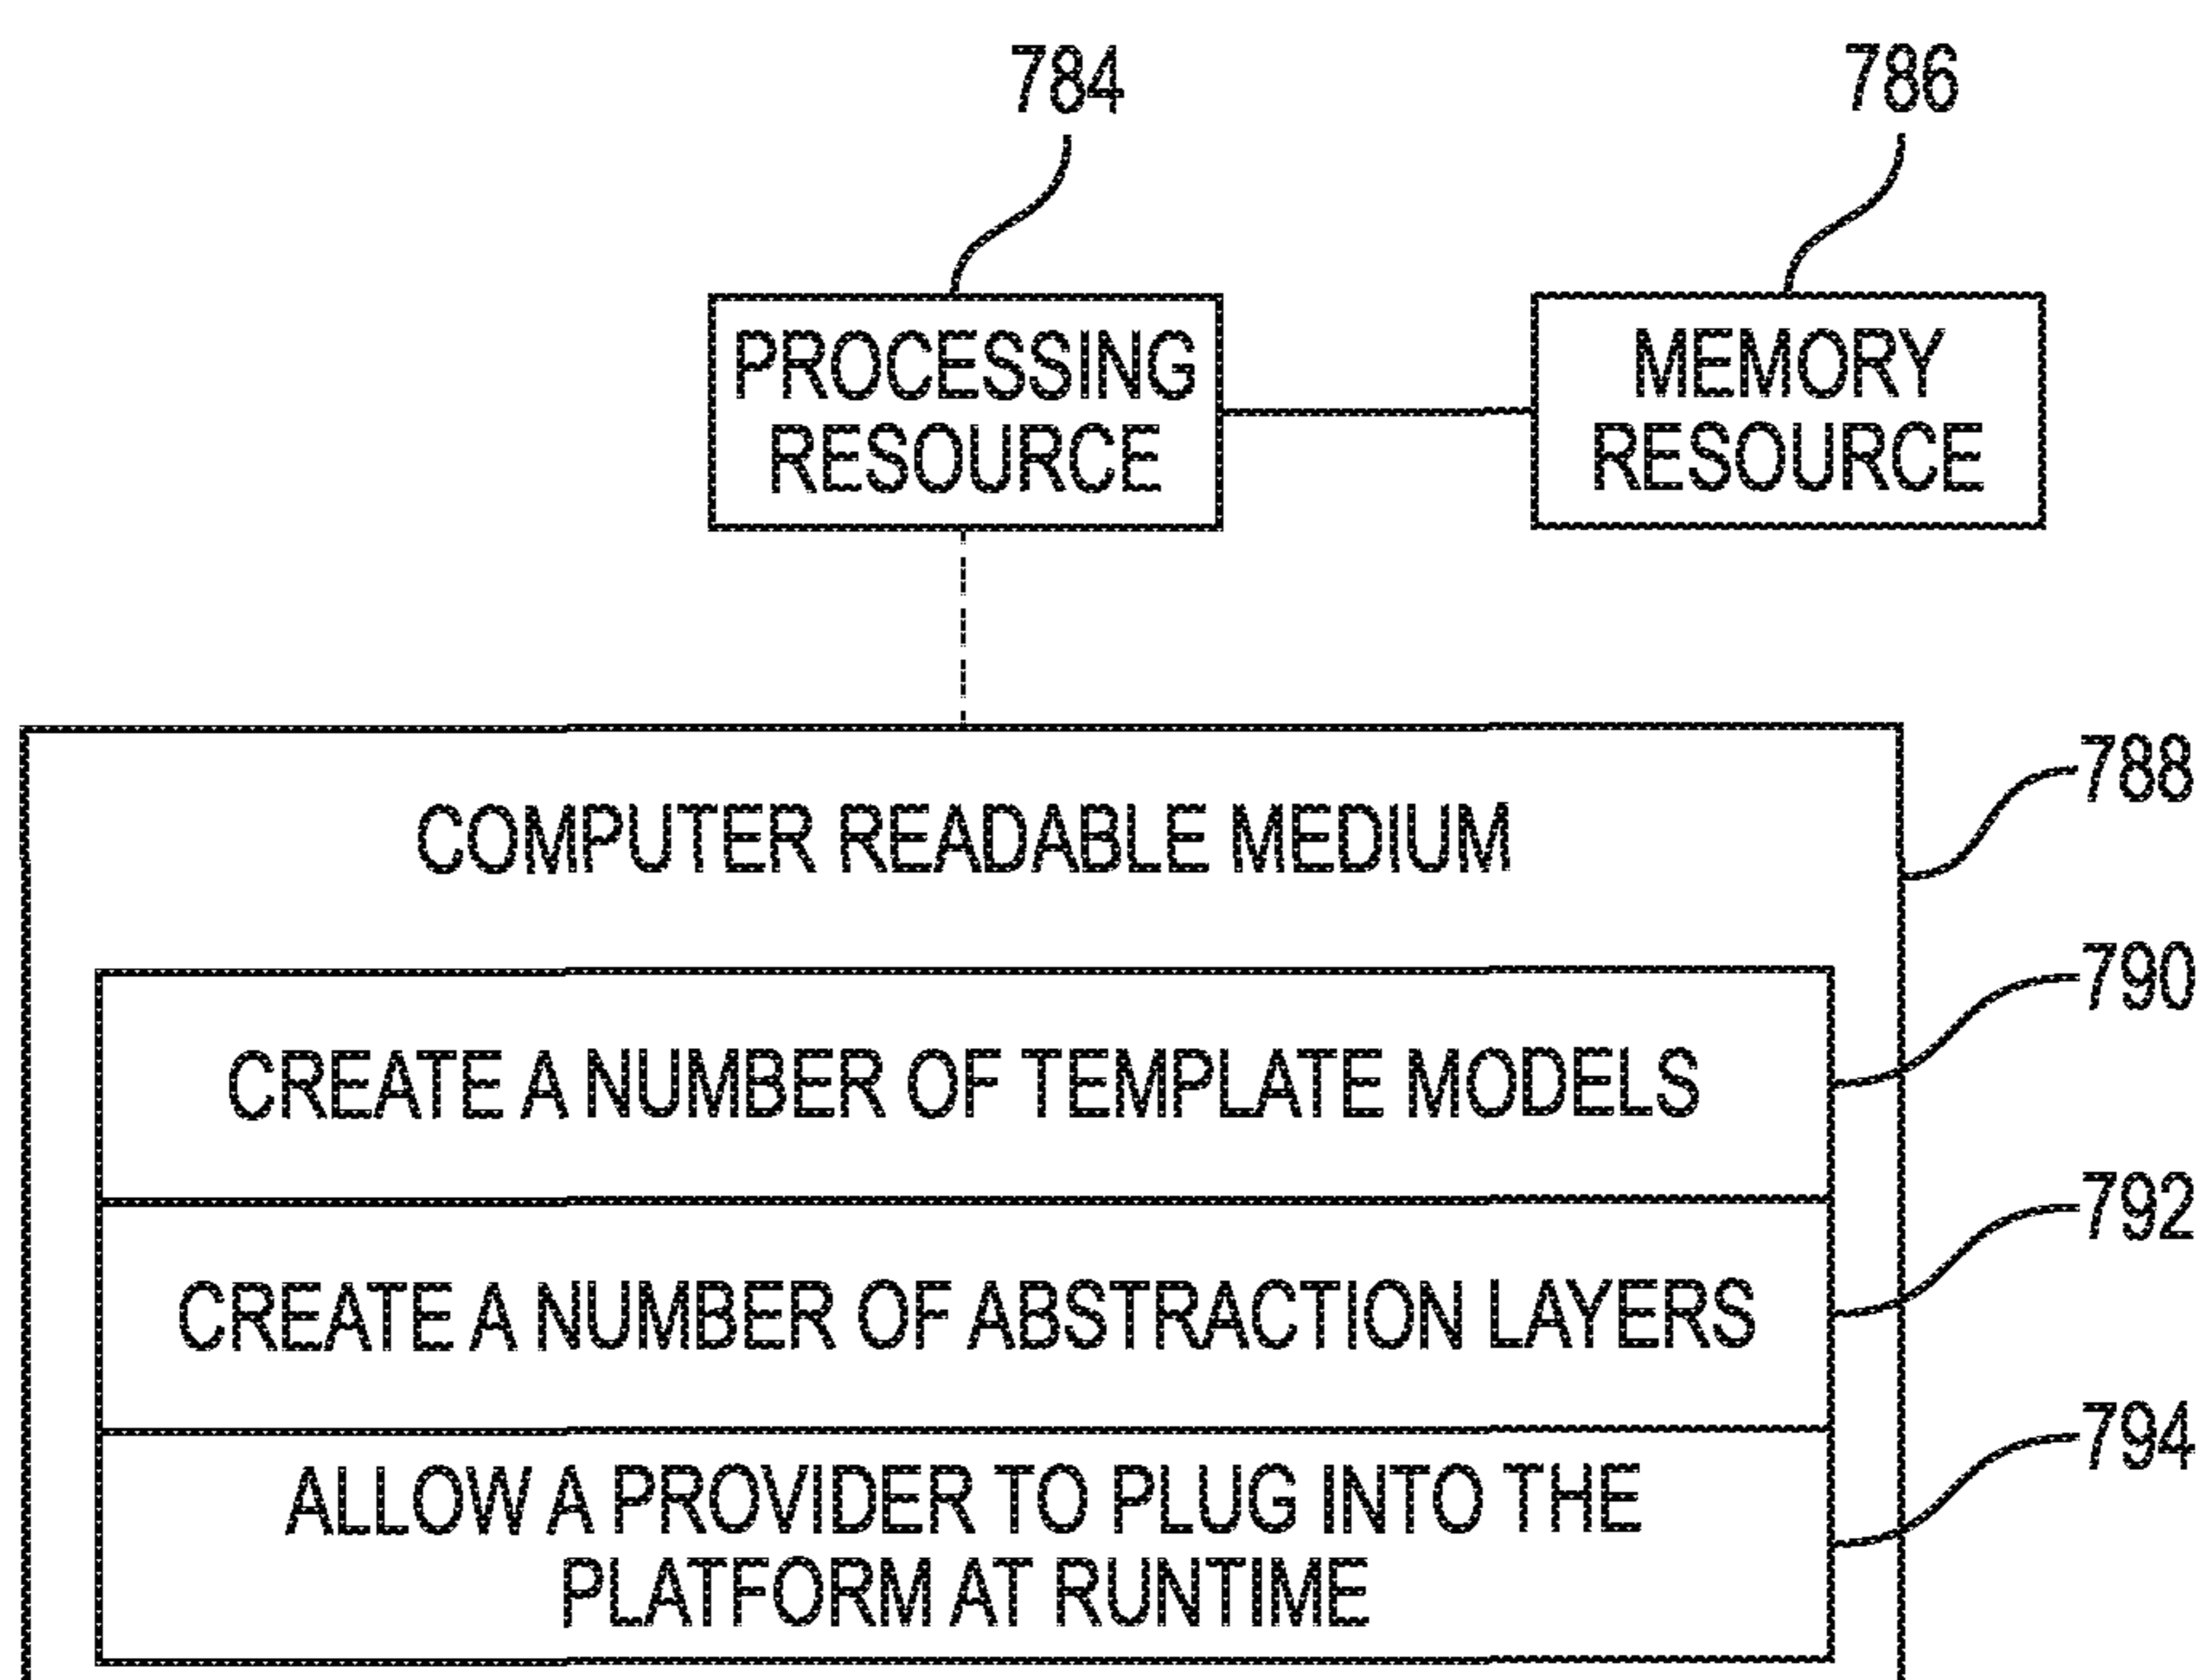 784
786
PROCESSING
RESOURCE
MEMORY
RESOURCE
COMPUTER READABLE MEDIUM
788
790
CREATE A NUMBER OF TEMPLATE MODELS
792
CREATE A NUMBER OF ABSTRACTION LAYERS
794
ALLOW A PROVIDER TO PLUG INTO THE
PLATFORM AT RUNTIME